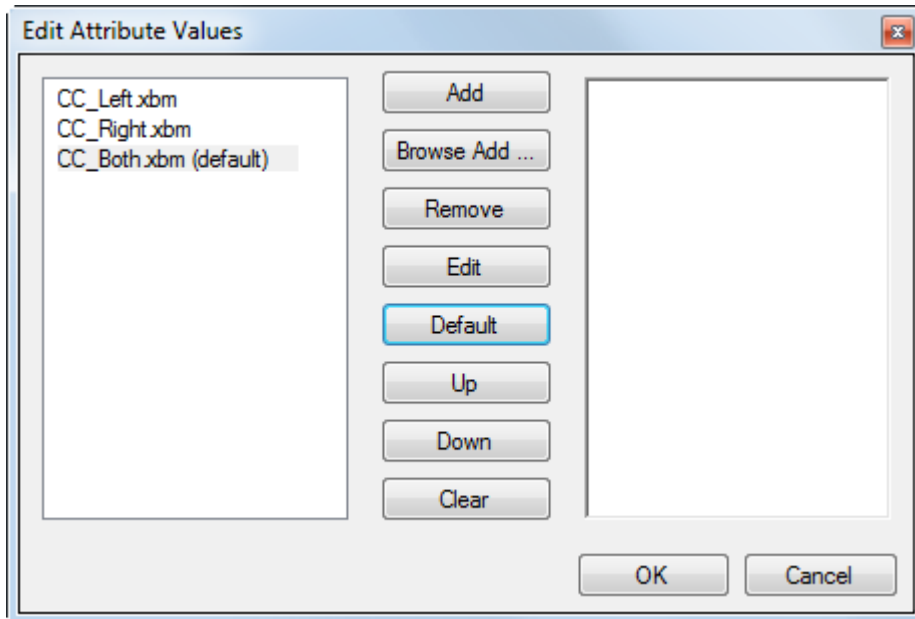 Edit Attribute Values
CC_Left.xbm
CC_Right.xbm
CC_Both.xbm (default)
Add
Browse Add ...
Remove
Edit
Default
Up
Down
Clear
OK
Cancel